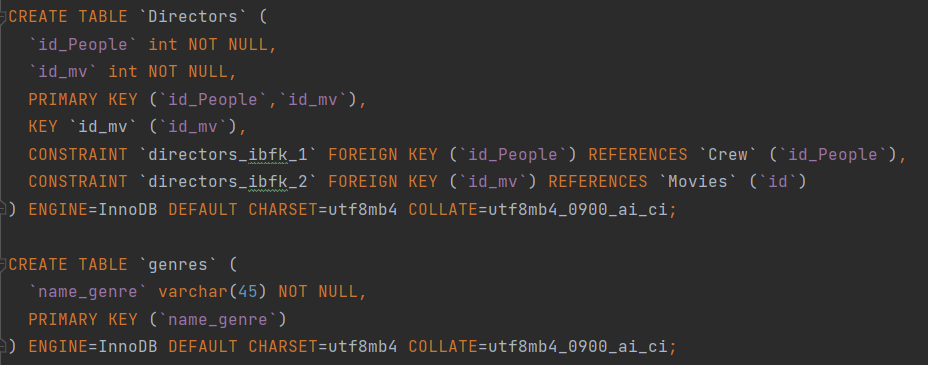 CREATE TABLE `Directors` (
  `id_People` int NOT NULL,
  `id_mv` int NOT NULL,
  PRIMARY KEY (`id_People`,`id_mv`),
  KEY `id_mv` (`id_mv`),
  CONSTRAINT `directors_ibfk_1` FOREIGN KEY (`id_People`) REFERENCES `Crew` (`id_People`),
  CONSTRAINT `directors_ibfk_2` FOREIGN KEY (`id_mv`) REFERENCES `Movies` (`id`)
) ENGINE=InnoDB DEFAULT CHARSET=utf8mb4 COLLATE=utf8mb4_0900_ai_ci;

CREATE TABLE `genres` (
  `name_genre` varchar(45) NOT NULL,
  PRIMARY KEY (`name_genre`)
) ENGINE=InnoDB DEFAULT CHARSET=utf8mb4 COLLATE=utf8mb4_0900_ai_ci;